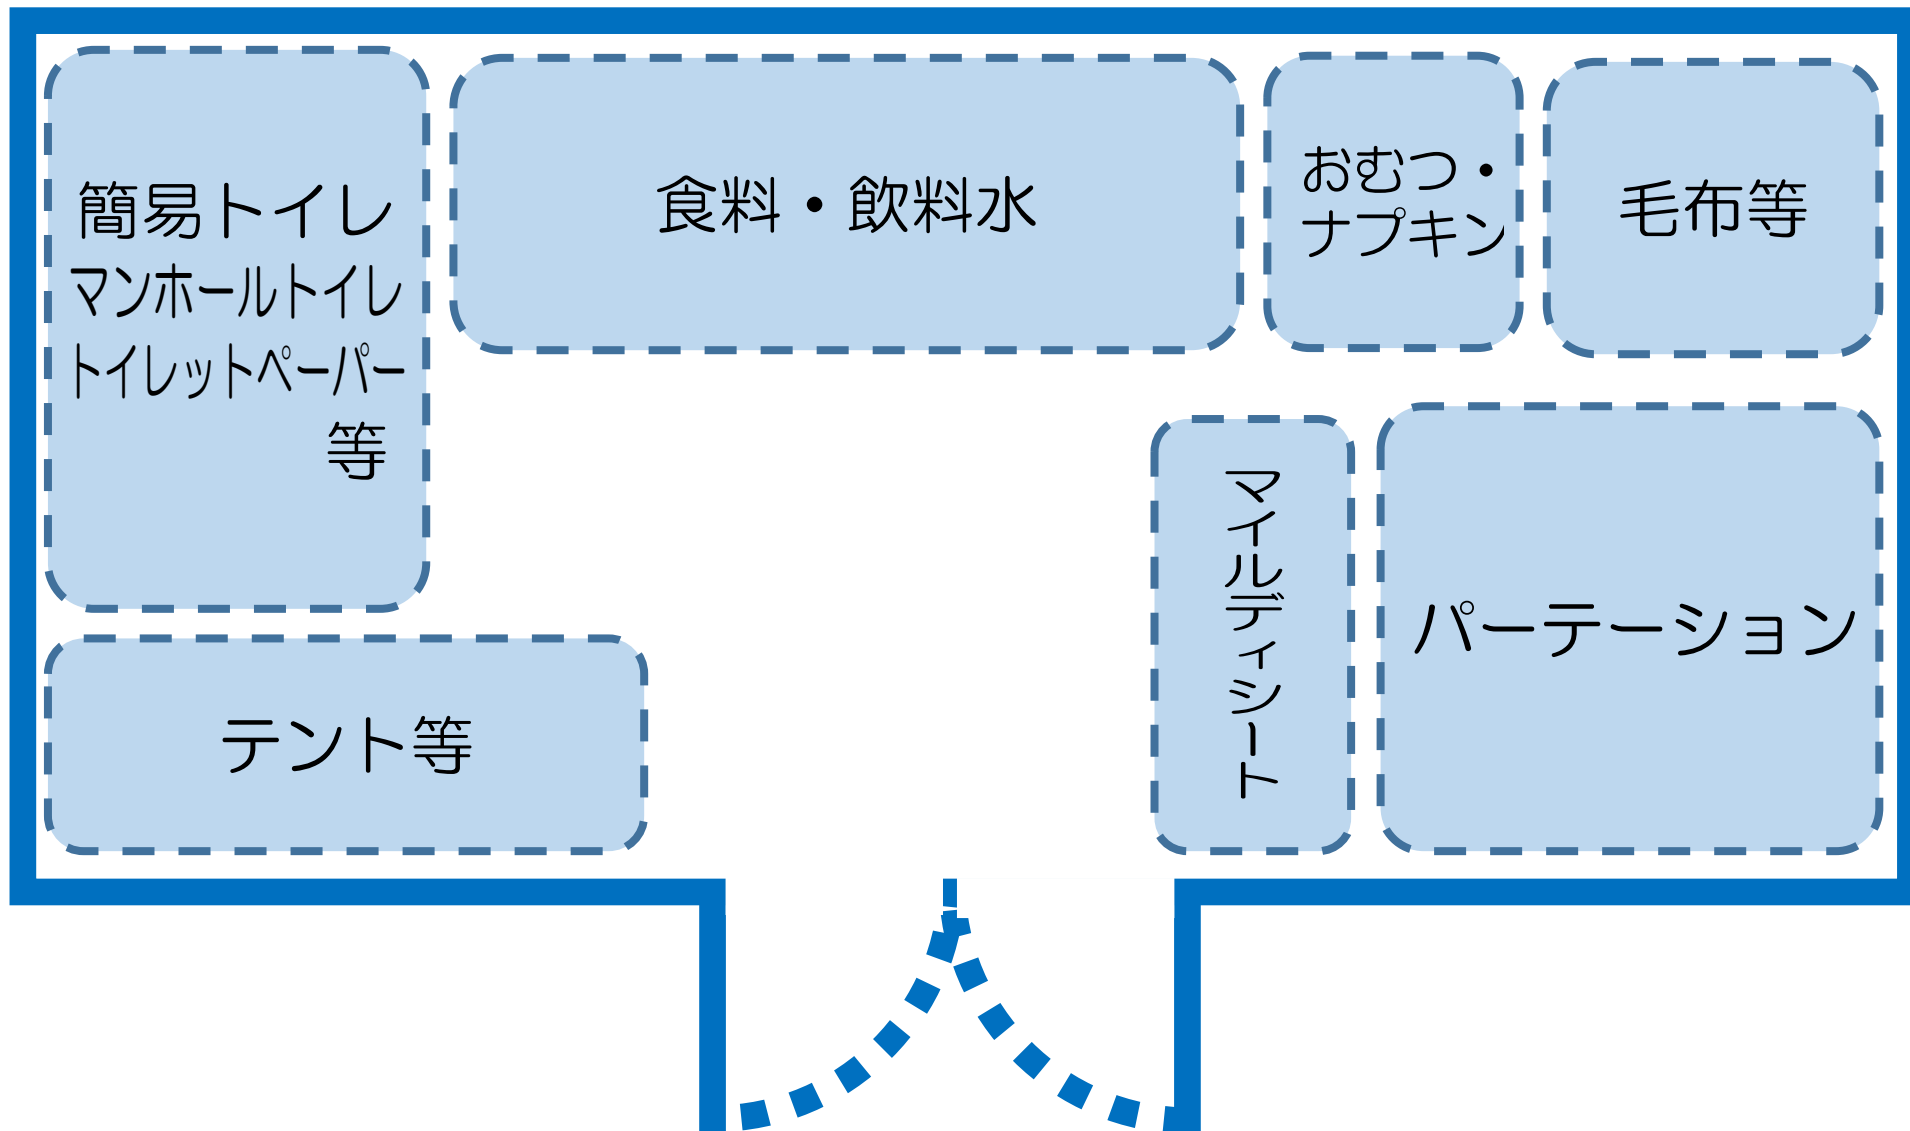 簡易トイレ
マンホールトイレ
トイレットペーパー
等
食料・飲料水
おむつ・
ナプキン
毛布等
マイルディシート
パーテーション
テント等